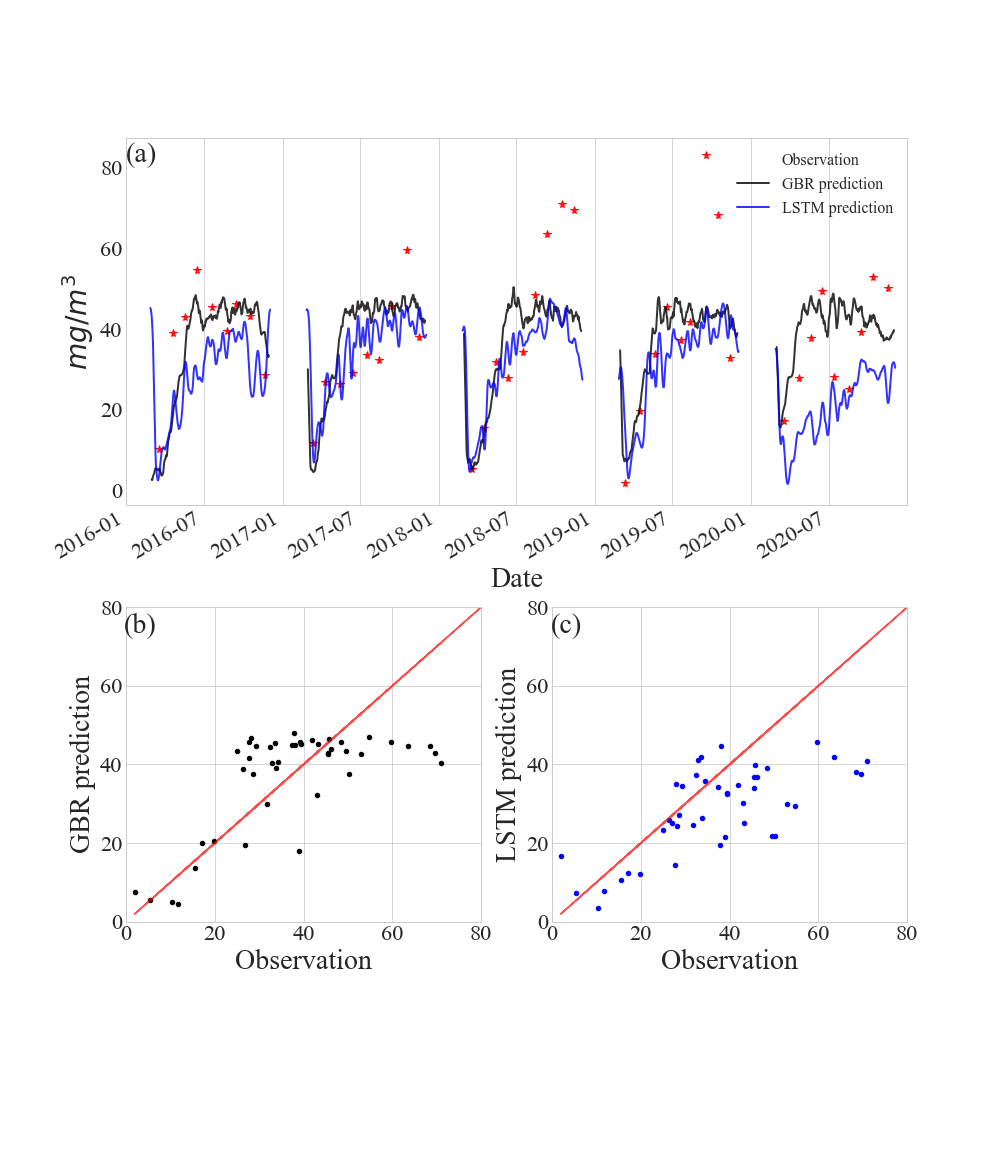 (a)
80
60
40
20
0
mg/m³
Observation
GBR prediction
LSTM prediction
2016-01
2016-07
2017-01
2017-07
2018-01
2018-07
2019-01
2019-07
2020-01
2020-07
Date
(b)
80
60
40
20
0
GBR prediction
0 20 40 60 80
Observation
(c)
80
60
40
20
0
LSTM prediction
0 20 40 60 80
Observation